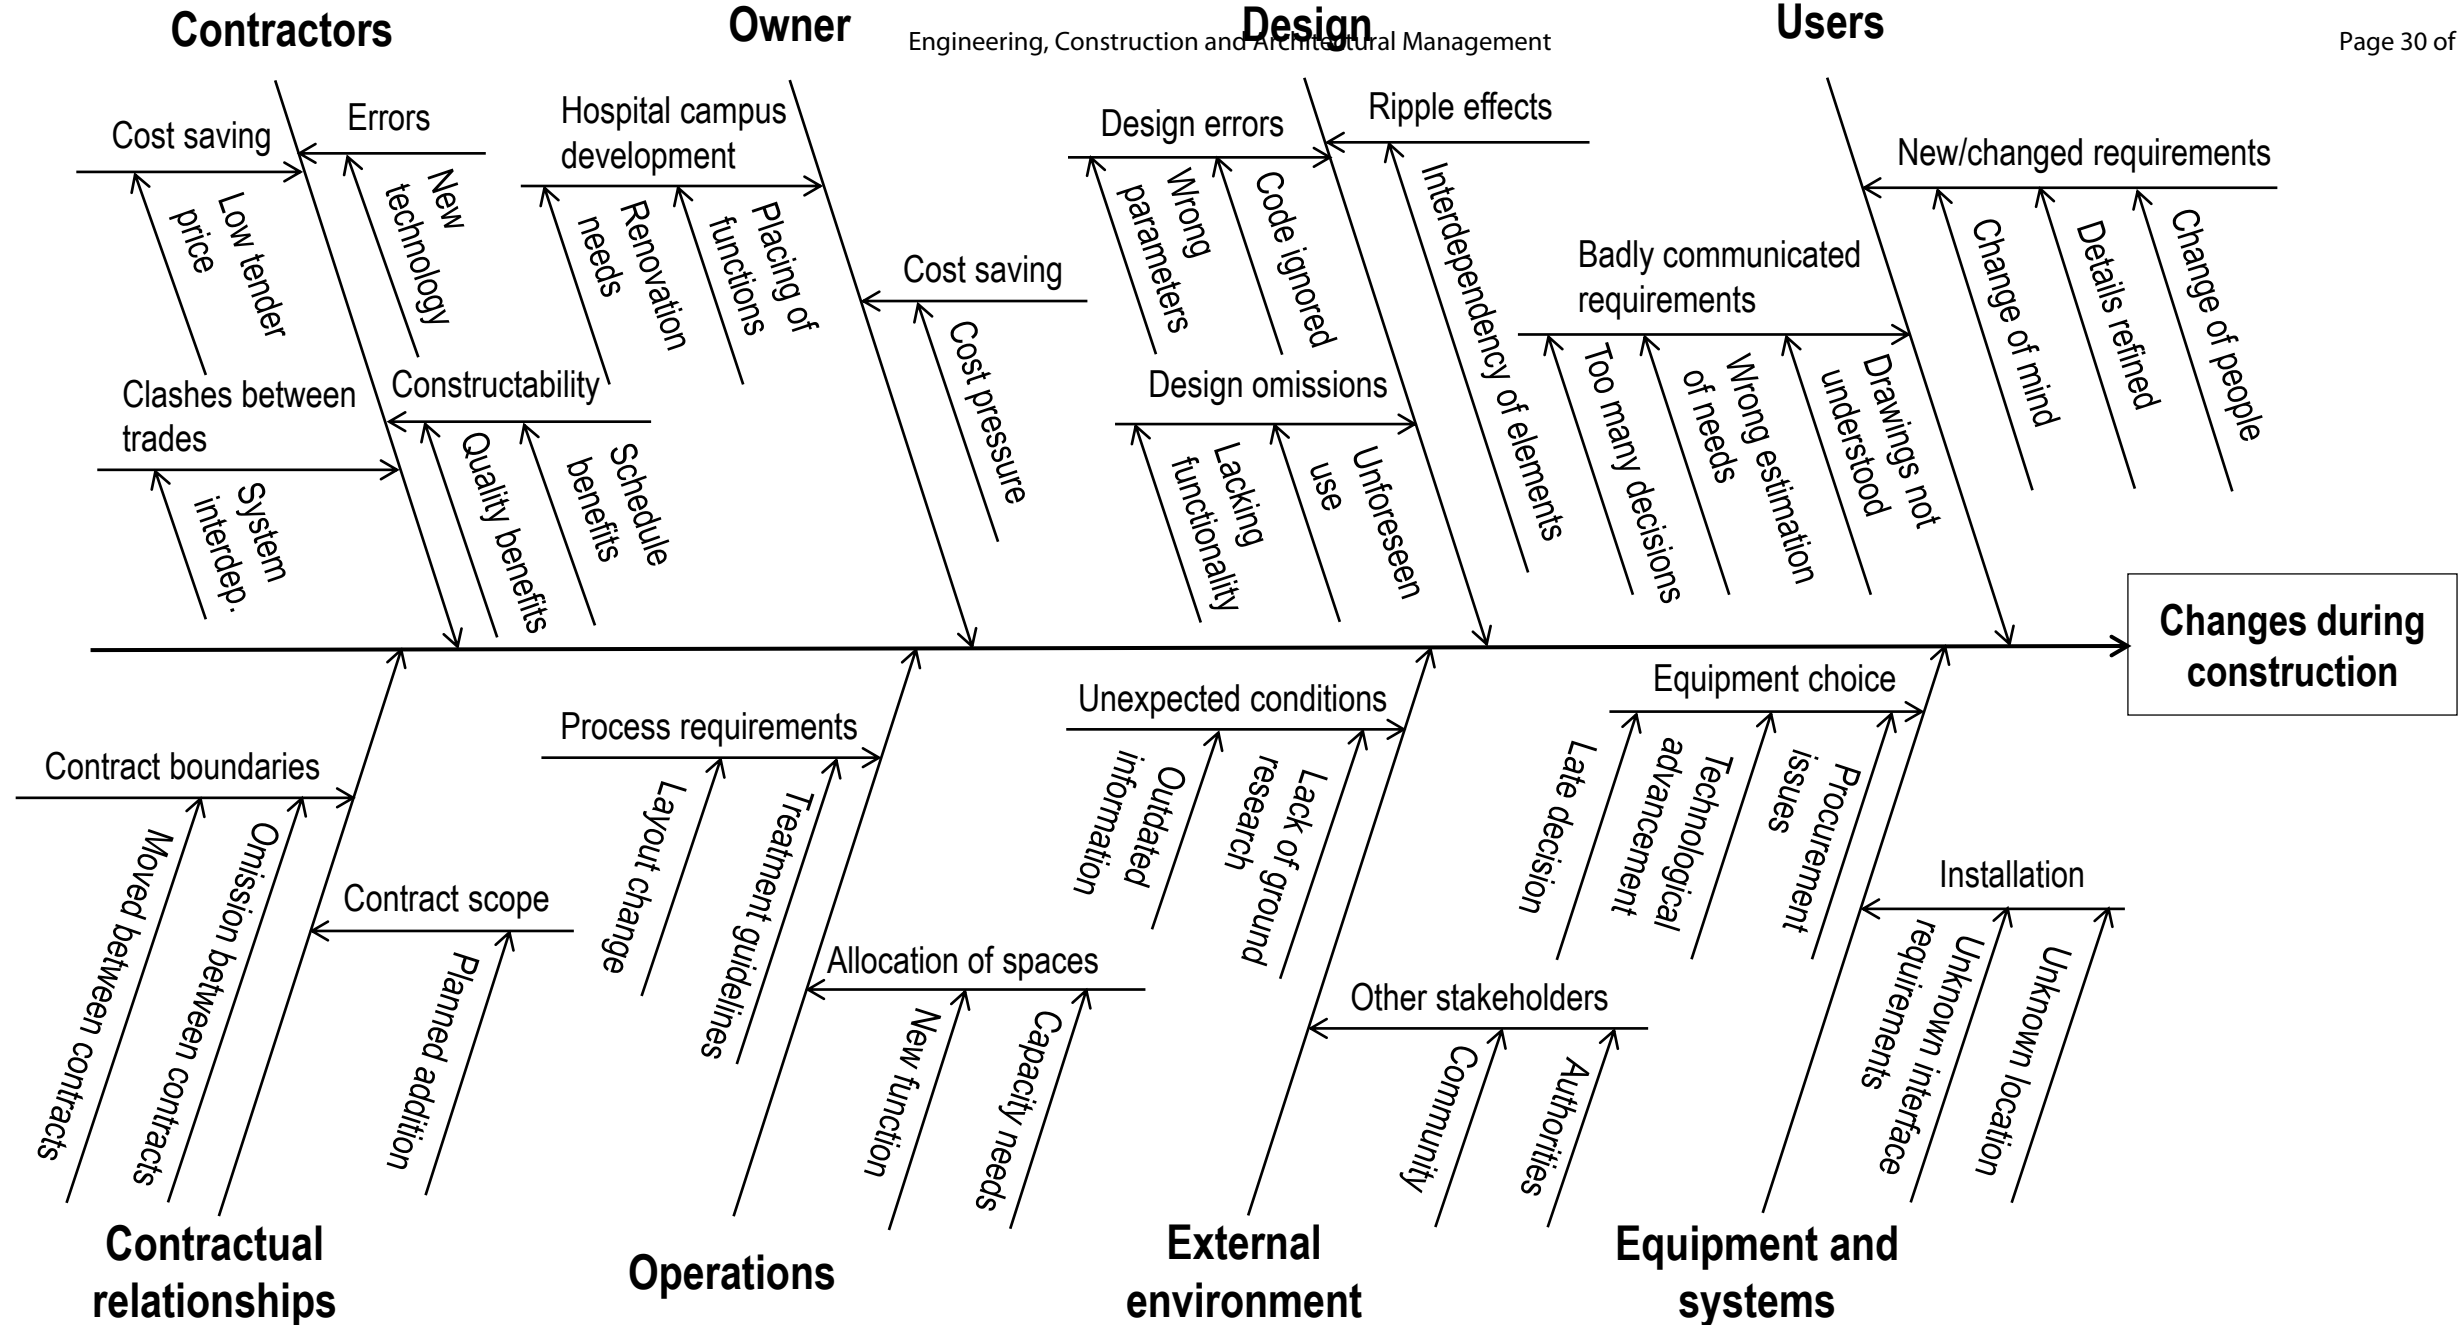 Engineering, Construction and Architectural Management
Page 30 of
Contractors
Cost saving
Low tender
price
Errors
New
technology
Clashes between
trades
System
interdep.
Constructability
Quality benefits
Schedule
benefits
Owner
Hospital campus
development
Renovation
needs
Placing of
functions
Cost saving
Cost pressure
Design
Design errors
Wrong
parameters
Code ignored
Ripple effects
Interdependency of elements
Design omissions
Lacking
functionality
Unforeseen
use
Users
New/changed requirements
Change of mind
Details refined
Change of people
Badly communicated
requirements
Too many decisions
Wrong estimation
of needs
Drawings not
understood
Changes during
construction
Contract boundaries
Moved between contracts
Omission between contracts
Contract scope
Planned addition
Contractual
relationships
Process requirements
Layout change
Treatment guidelines
Allocation of spaces
New function
Capacity needs
Operations
Unexpected conditions
Outdated
information
Lack of ground
research
Other stakeholders
Community
Authorities
External
environment
Equipment choice
Late decision
Technological
advancement
Procurement
issues
Installation
Unknown interface
requirements
Unknown location
Equipment and
systems